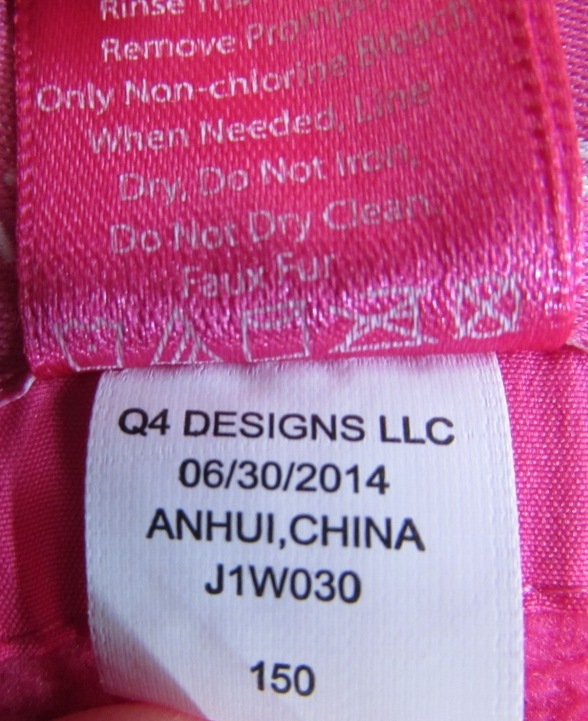 Rinse
Remove Promptly
Only Non-chlorine Bleach
When Needed, Line
Dry, Do Not Iron,
Do Not Dry Clean.
Faux Fur
Q4 DESIGNS LLC
06/30/2014
ANHUI,CHINA
J1W030
150